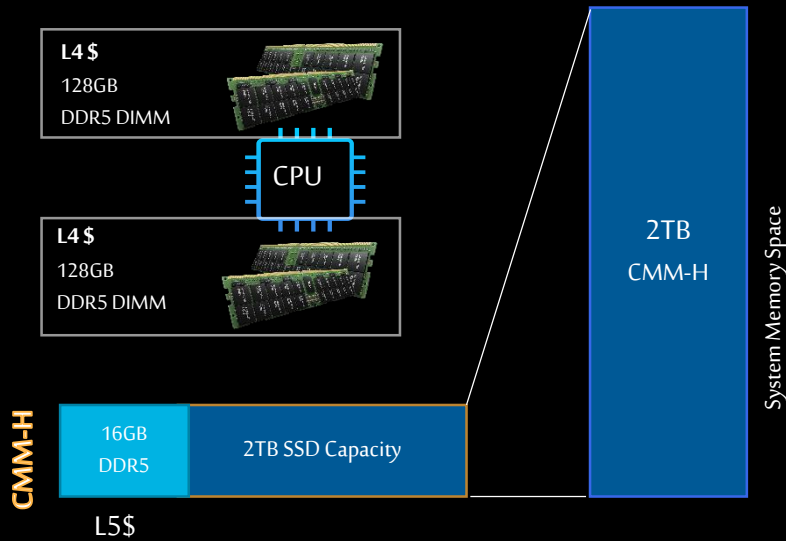 L4 $
128GB
DDR5 DIMM
CPU
L4 $
128GB
DDR5 DIMM
CMM-H
16GB
DDR5
2TB SSD Capacity
L5$
2TB
CMM-H
System Memory Space